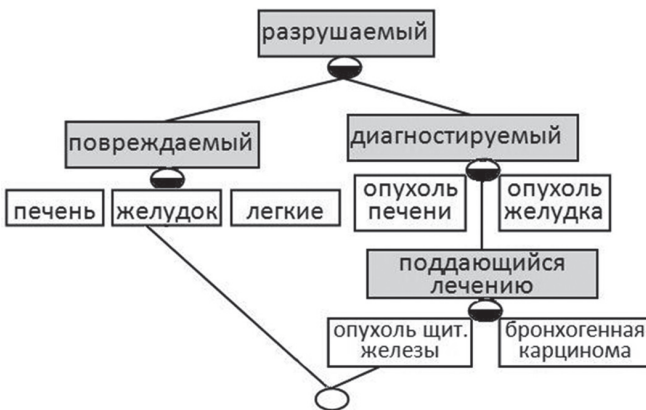 разрушаемый
повреждаемый
диагностируемый
печень
желудок
легкие
опухоль
печени
опухоль
желудка
поддающийся
лечению
опухоль щит.
железы
бронхогенная
карцинома